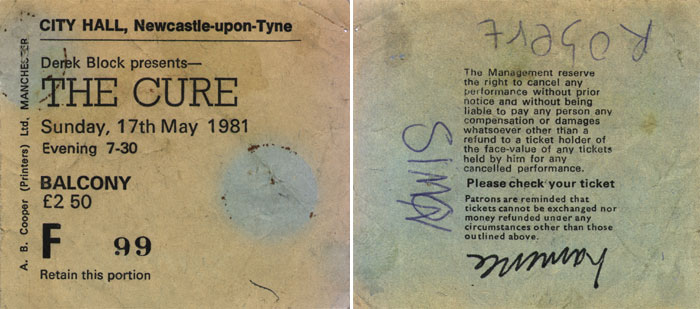 CITY HALL, Newcastle-upon-Tyne
Derek Block presents—
THE CURE
Sunday, 17th May 1981
Evening 7-30
BALCONY
£2 50
F 99
Retain this portion
A. B. Cooper (Printers) Ltd, MANCHESTER
Robert
The Management reserve
the right to cancel any
performance without prior
notice and without being
liable to pay any person any
compensation or damages
whatsoever other than a
refund to a ticket holder of
the face-value of any tickets
held by him for any
cancelled performance.
Please check your ticket
Patrons are reminded that
tickets cannot be exchanged nor
money refunded under any
circumstances other than those
outlined above.
SIMON